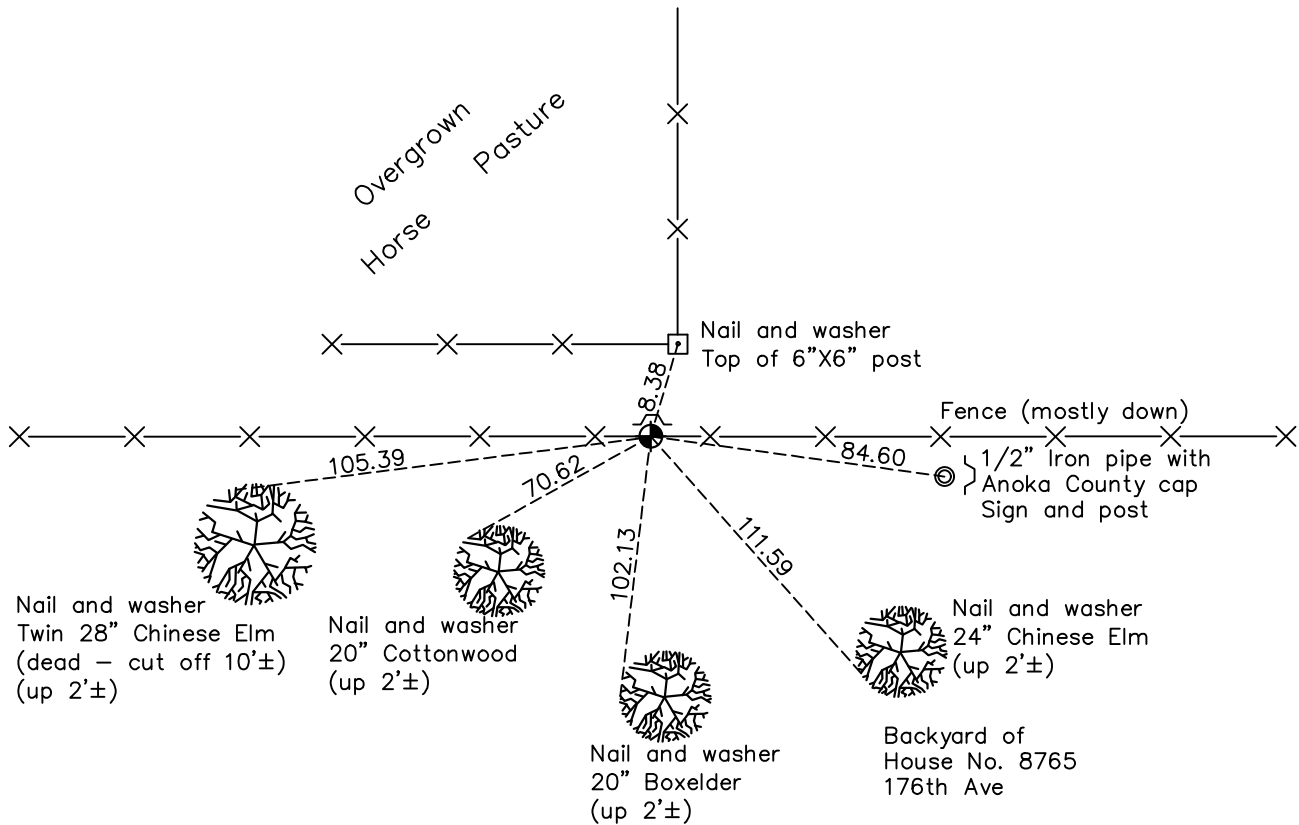 Overgrown
Horse Pasture
Nail and washer
Top of 6”X6” post
8.38
Fence (mostly down)
105.39
70.62
102.13
111.59
84.60
1/2” Iron pipe with
Anoka County cap
Sign and post
Nail and washer
Twin 28” Chinese Elm
(dead – cut off 10’±)
(up 2’±)
Nail and washer
20” Cottonwood
(up 2’±)
Nail and washer
20” Boxelder
(up 2’±)
Nail and washer
24” Chinese Elm
(up 2’±)
Backyard of
House No. 8765
176th Ave